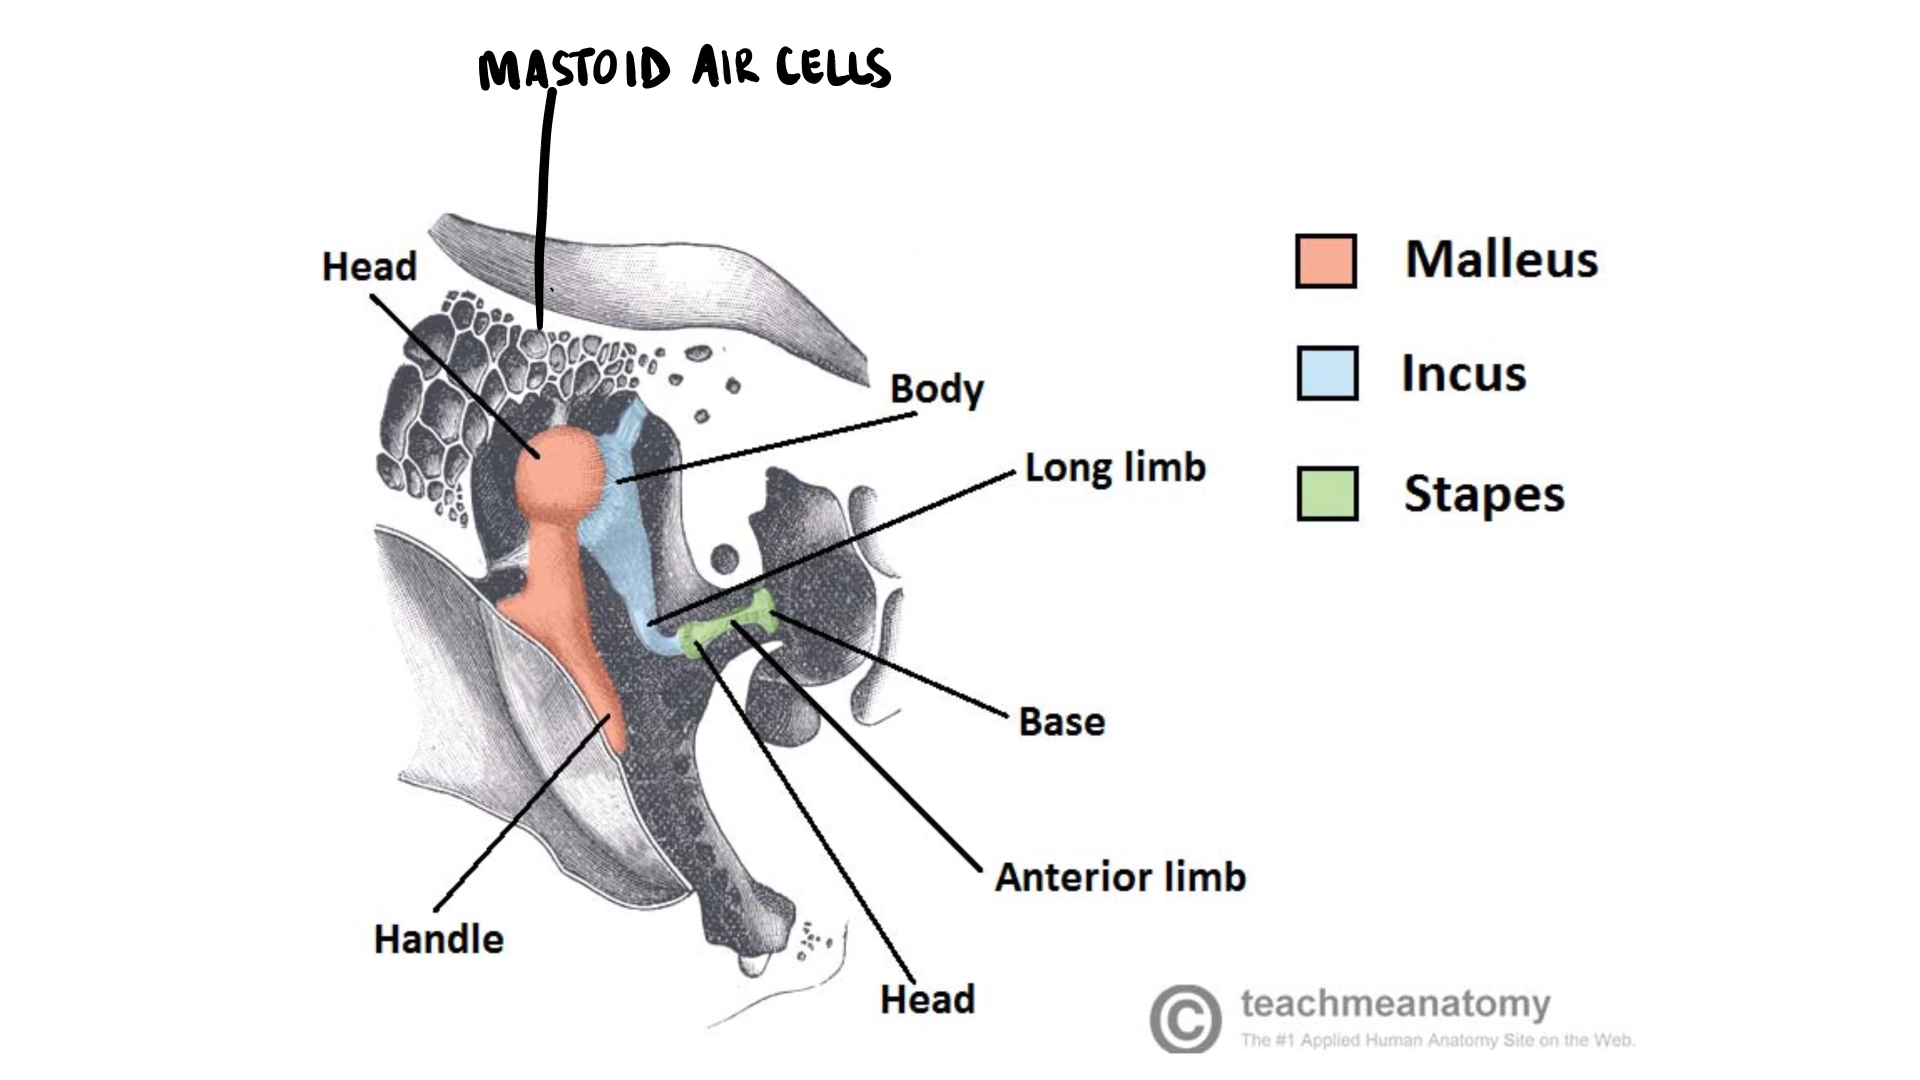 MASTOID AIR CELLS
Head
Malleus
Body
Incus
Long limb
Stapes
Base
Anterior limb
Handle
Head
© teachmeanatomy
The #1 Applied Human Anatomy Site on the Web.